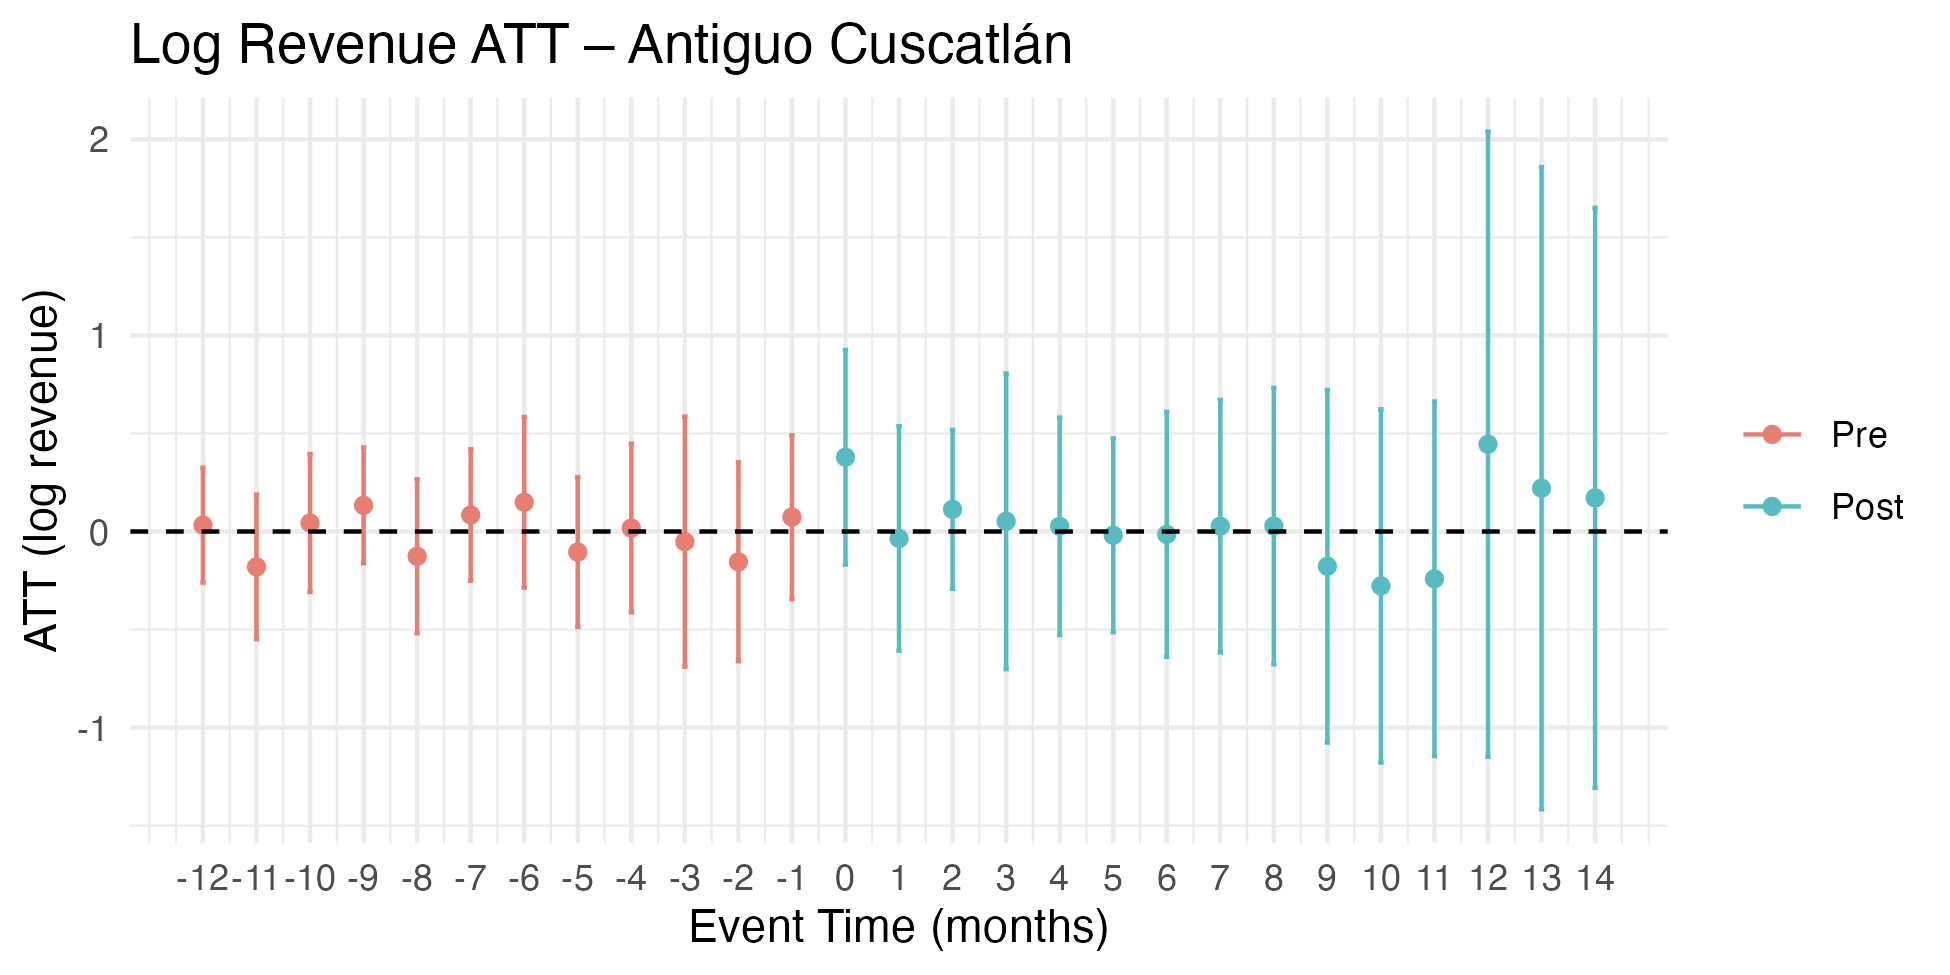 Log Revenue ATT – Antiguo Cuscatlán
2
1
0
-1
ATT (log revenue)
-12 -11 -10 -9 -8 -7 -6 -5 -4 -3 -2 -1 0 1 2 3 4 5 6 7 8 9 10 11 12 13 14
Event Time (months)
Pre
Post